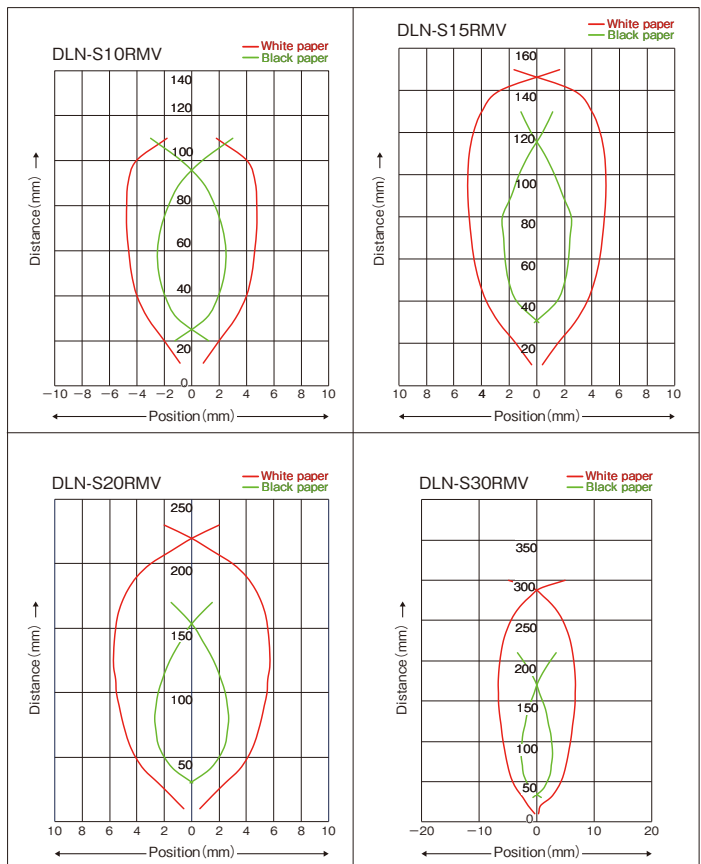 DLN-S10RMV
White paper
Black paper
140
120
100
80
60
40
20
0
Distance(mm)
−10 −8 −6 −4 −2 0 2 4 6 8 10
Position(mm)
DLN-S15RMV
White paper
Black paper
160
140
120
100
80
60
40
20
Distance(mm)
10 8 6 4 2 0 2 4 6 8 10
Position(mm)
DLN-S20RMV
White paper
Black paper
250
200
150
100
50
Distance(mm)
10 8 6 4 2 0 2 4 6 8 10
Position(mm)
DLN-S30RMV
White paper
Black paper
350
300
250
200
150
100
50
Distance(mm)
−20 −10 0 10 20
Position(mm)